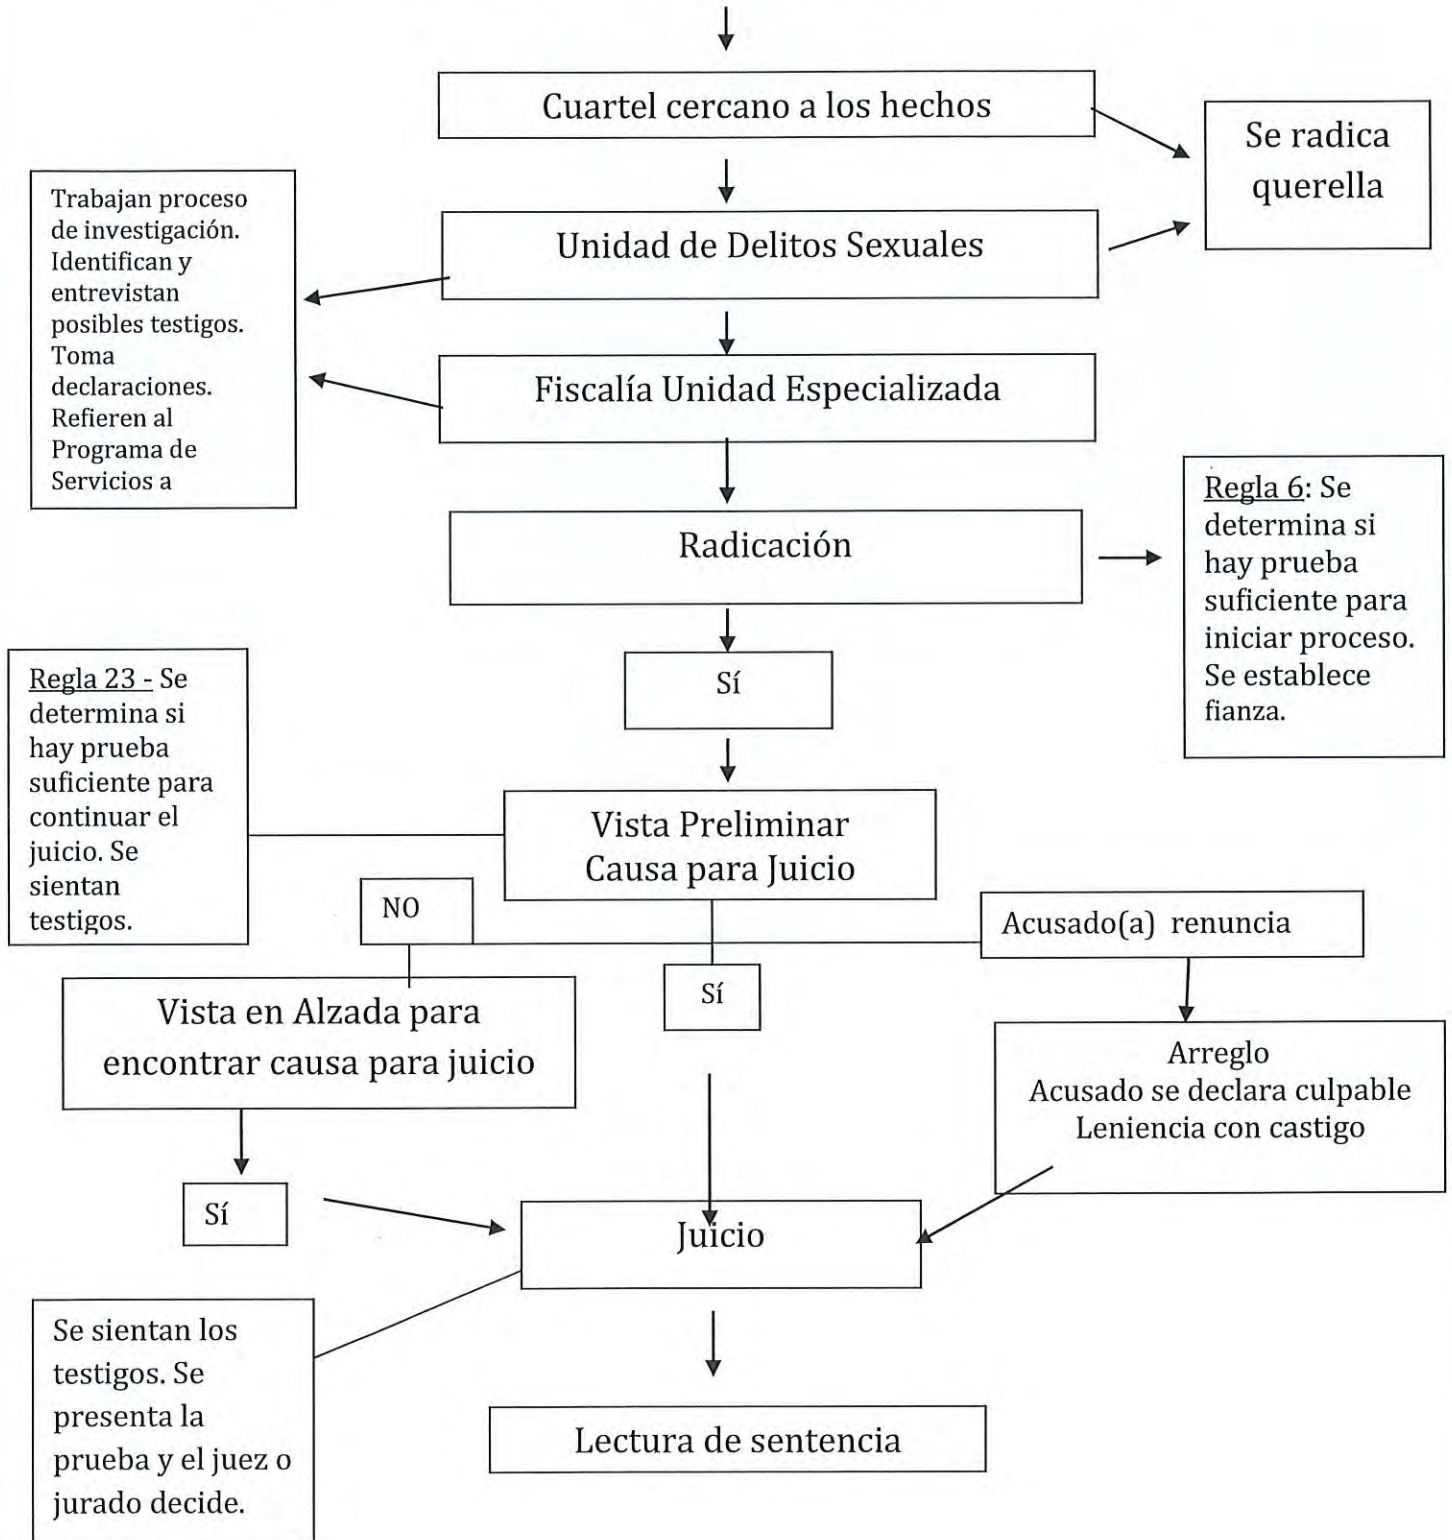 Cuartel cercano a los hechos
Se radica
querella
Trabajan proceso
de investigación.
Identifican y
entrevistan
posibles testigos.
Toma
declaraciones.
Refieren al
Programa de
Servicios a
Unidad de Delitos Sexuales
Fiscalía Unidad Especializada
Radicación
Regla 6: Se
determina si
hay prueba
suficiente para
iniciar proceso.
Se establece
fianza.
Sí
Regla 23 - Se
determina si
hay prueba
suficiente para
continuar el
juicio. Se
sientan
testigos.
Vista Preliminar
Causa para Juicio
NO
Acusado(a) renuncia
Sí
Vista en Alzada para
encontrar causa para juicio
Arreglo
Acusado se declara culpable
Leniencia con castigo
Sí
Juicio
Se sientan los
testigos. Se
presenta la
prueba y el juez o
jurado decide.
Lectura de sentencia